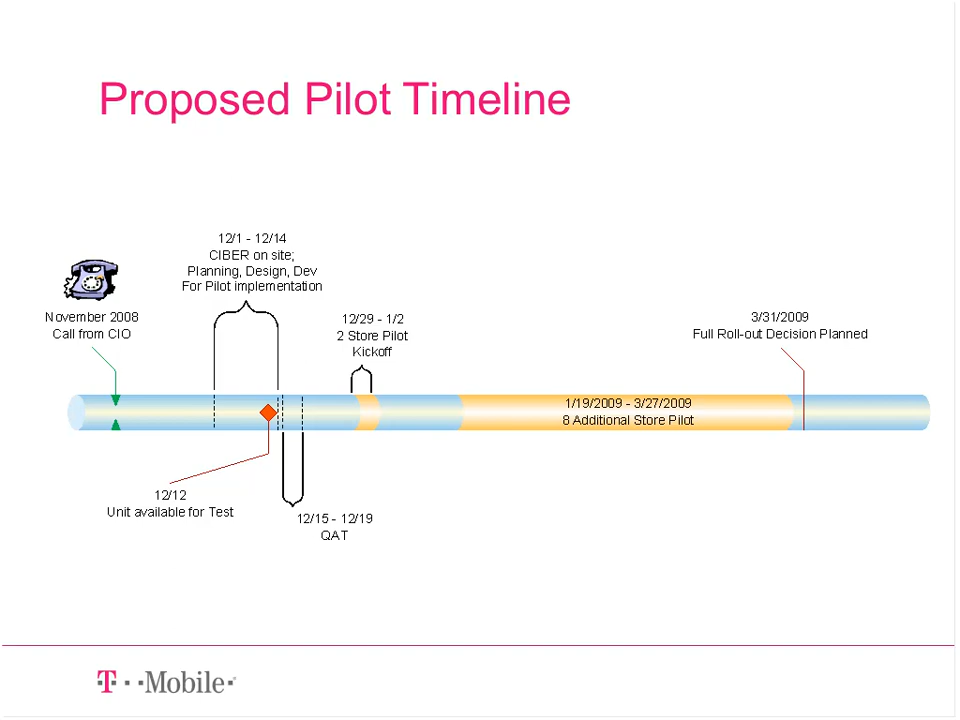 Proposed Pilot Timeline
12/1 - 12/14
CIBER on site;
Planning, Design, Dev
For Pilot implementation
November 2008
Call from CIO
12/29 - 1/2
2 Store Pilot
Kickoff
3/31/2009
Full Roll-out Decision Planned
1/19/2009 - 3/27/2009
8 Additional Store Pilot
12/12
Unit available for Test
12/15 - 12/19
QAT
T··Mobile·®